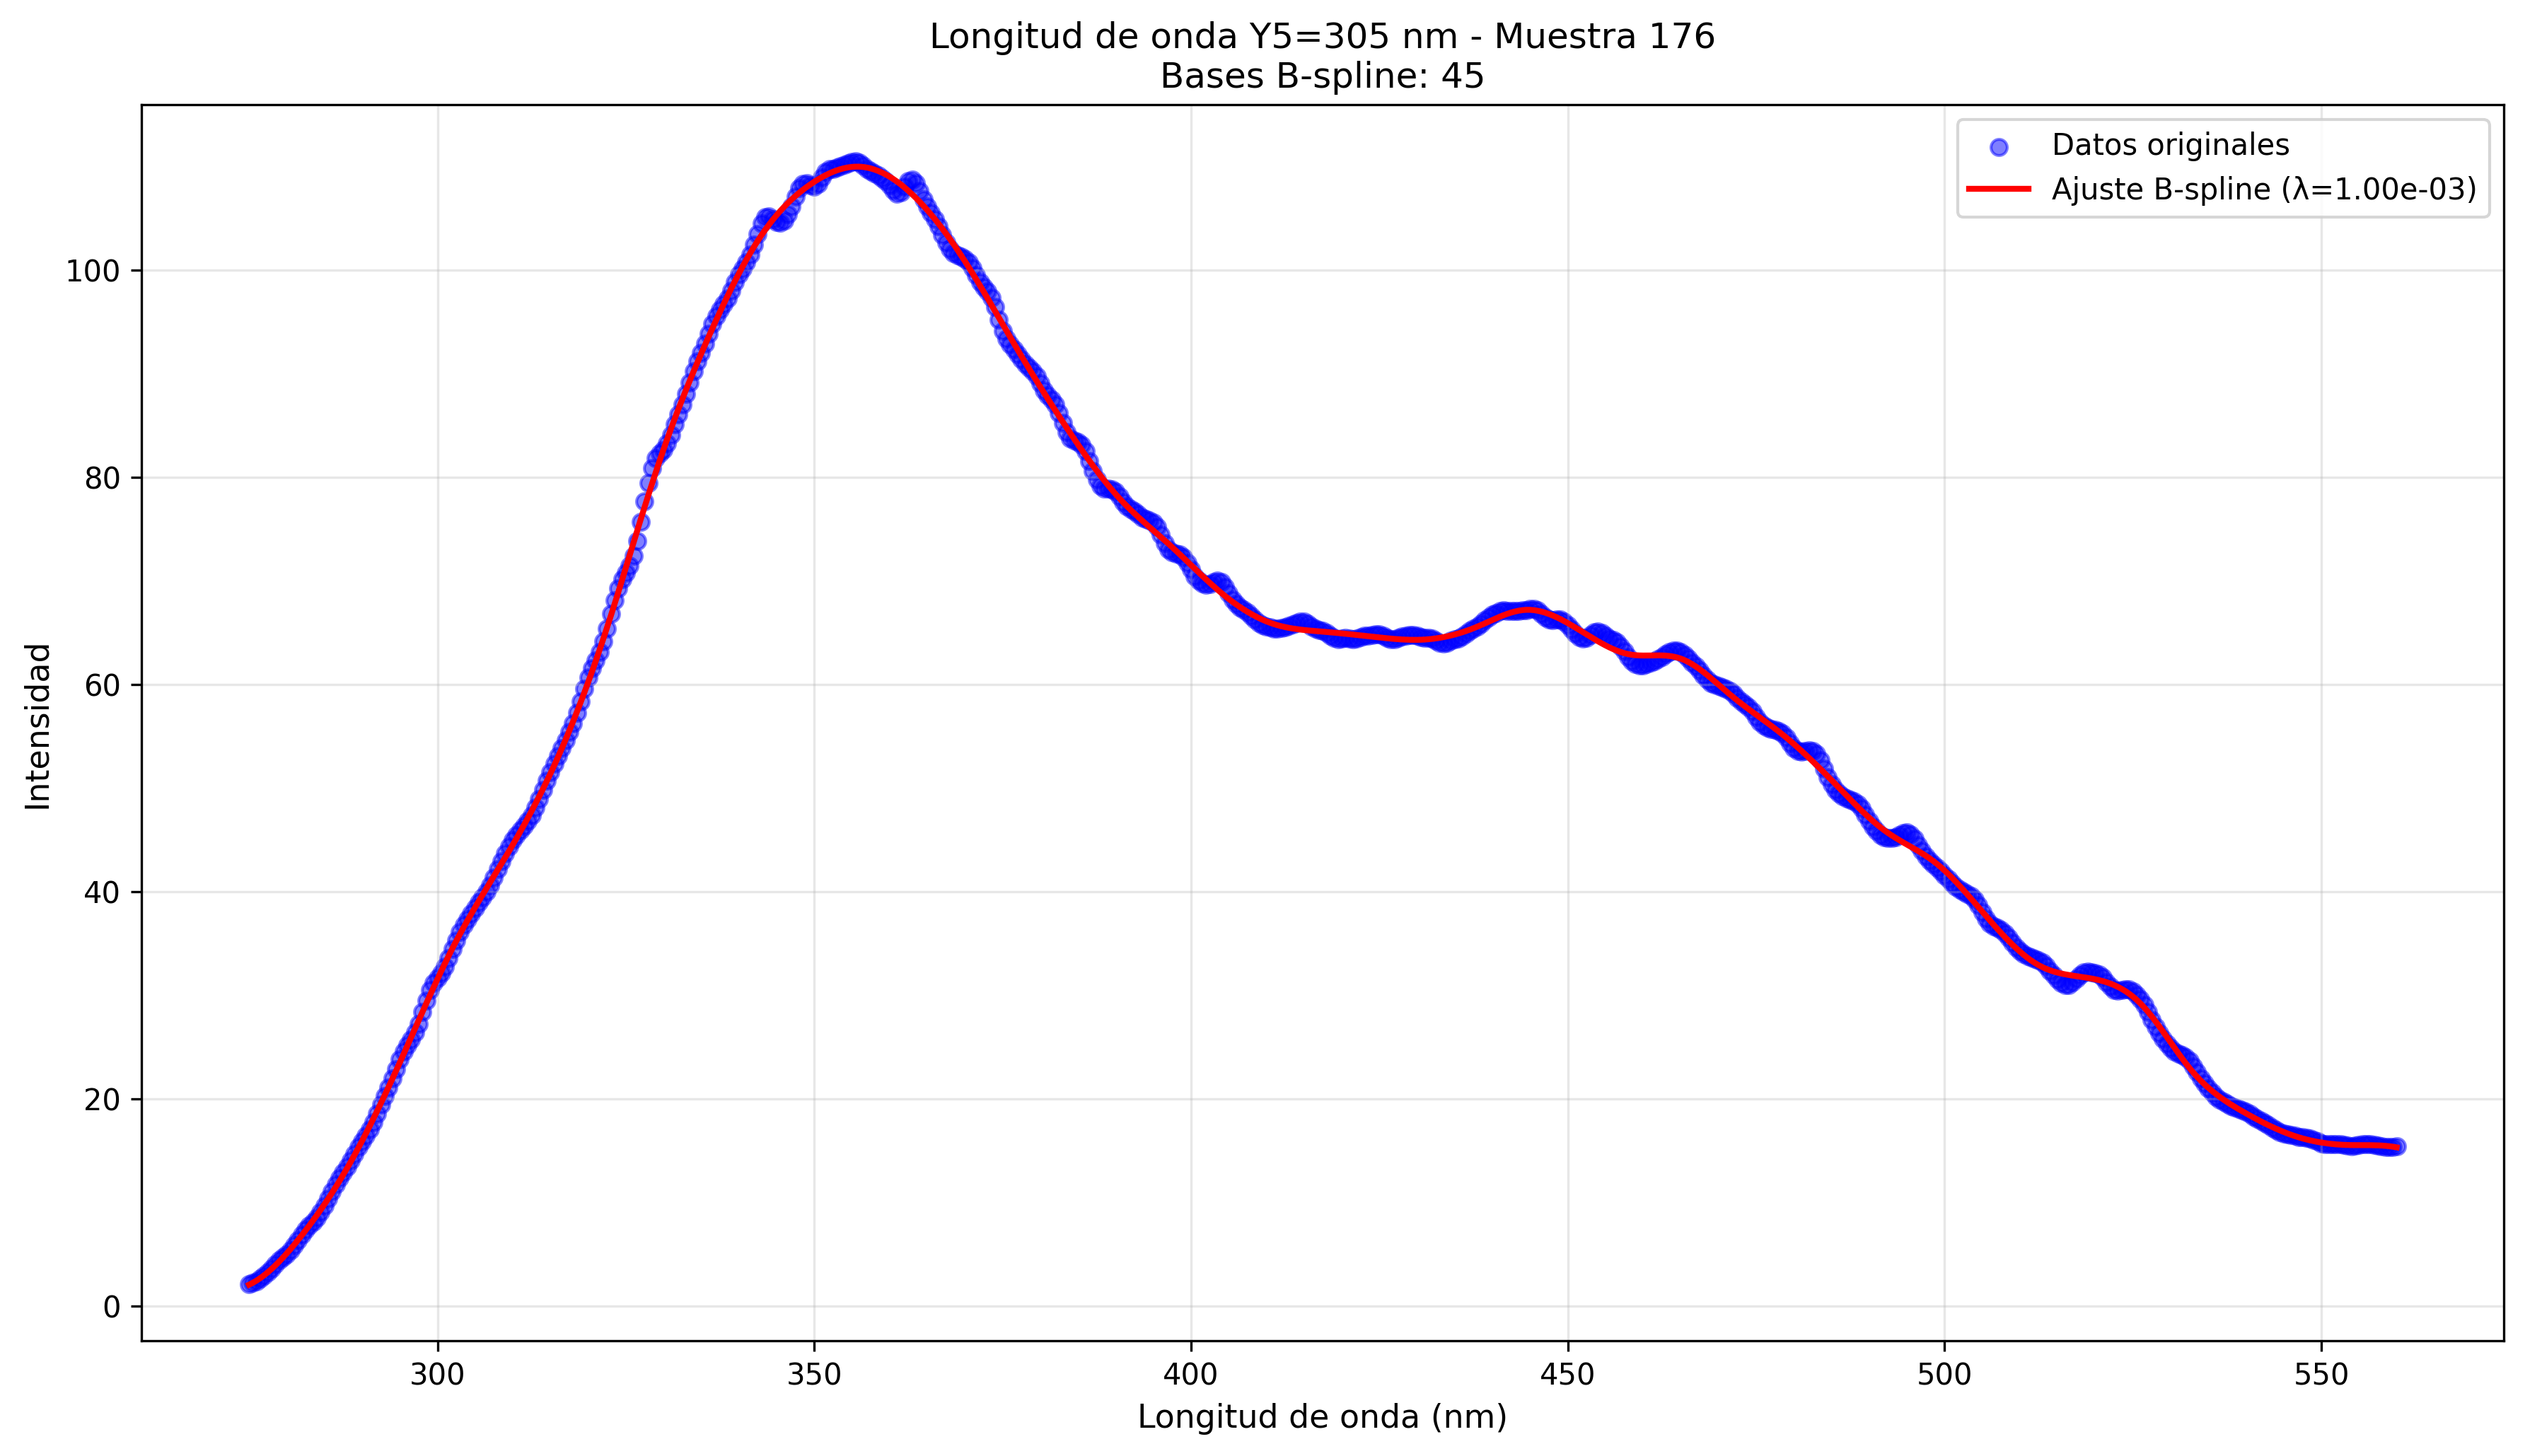 Longitud de onda Y5=305 nm - Muestra 176
Bases B-spline: 45
Datos originales
Ajuste B-spline (λ=1.00e-03)
Intensidad
100
80
60
40
20
0
300
350
400
450
500
550
Longitud de onda (nm)